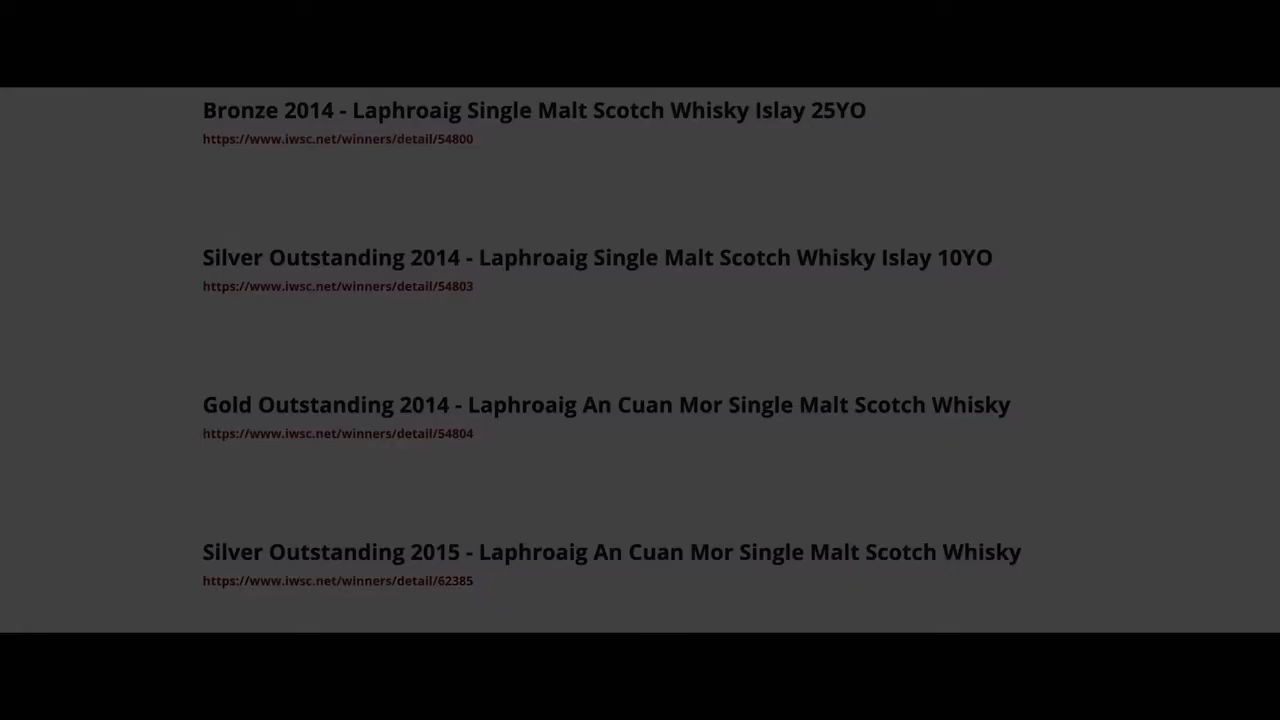 Bronze 2014 - Laphroaig Single Malt Scotch Whisky Islay 25YO
https://www.iwsc.net/winners/detail/54800
Silver Outstanding 2014 - Laphroaig Single Malt Scotch Whisky Islay 10YO
https://www.iwsc.net/winners/detail/54803
Gold Outstanding 2014 - Laphroaig An Cuan Mor Single Malt Scotch Whisky
https://www.iwsc.net/winners/detail/54804
Silver Outstanding 2015 - Laphroaig An Cuan Mor Single Malt Scotch Whisky
https://www.iwsc.net/winners/detail/62385